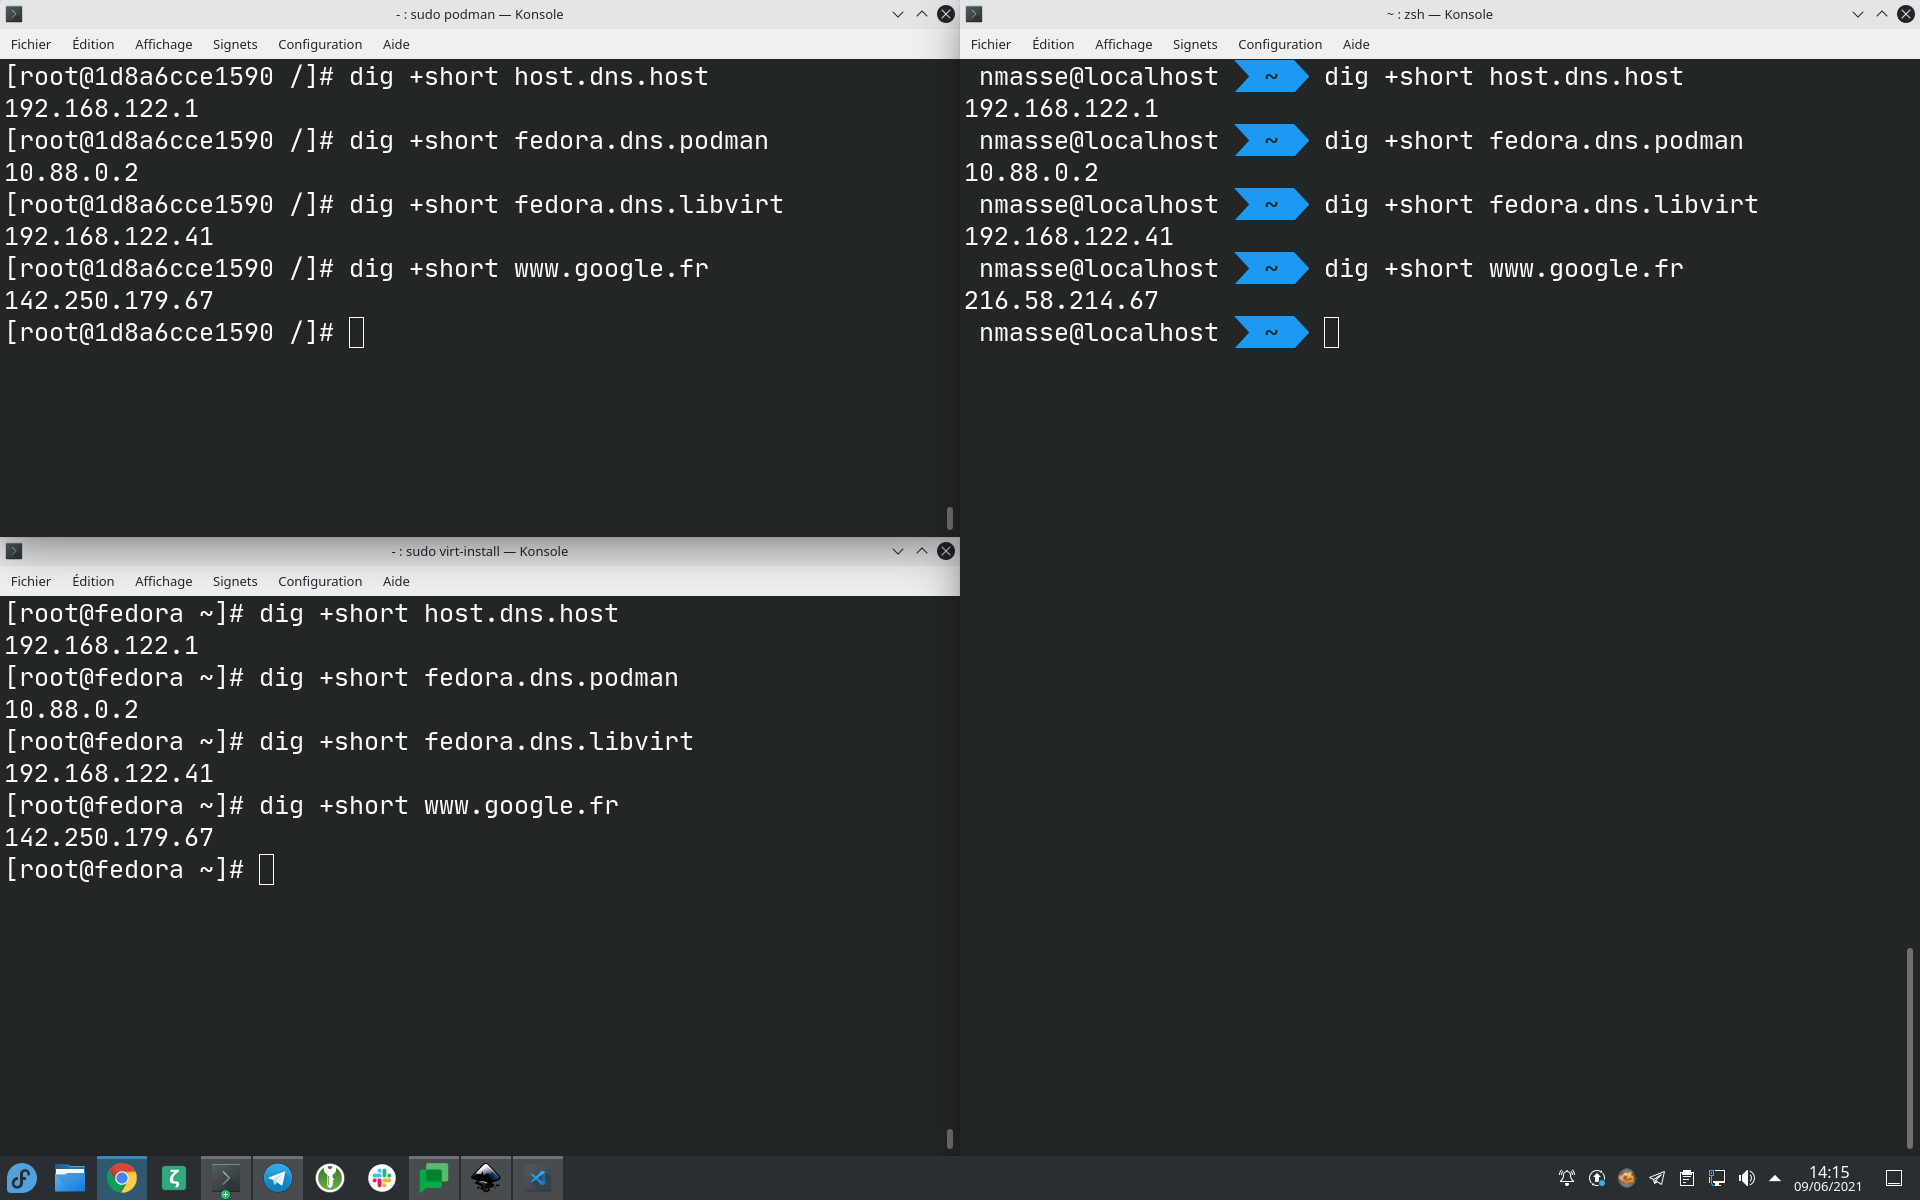 - : sudo podman — Konsole
Fichier Édition Affichage Signets Configuration Aide
[root@1d8a6cce1590 /]# dig +short host.dns.host
192.168.122.1
[root@1d8a6cce1590 /]# dig +short fedora.dns.podman
10.88.0.2
[root@1d8a6cce1590 /]# dig +short fedora.dns.libvirt
192.168.122.41
[root@1d8a6cce1590 /]# dig +short www.google.fr
142.250.179.67
[root@1d8a6cce1590 /]#
- : sudo virt-install — Konsole
Fichier Édition Affichage Signets Configuration Aide
[root@fedora ~]# dig +short host.dns.host
192.168.122.1
[root@fedora ~]# dig +short fedora.dns.podman
10.88.0.2
[root@fedora ~]# dig +short fedora.dns.libvirt
192.168.122.41
[root@fedora ~]# dig +short www.google.fr
142.250.179.67
[root@fedora ~]#
~ : zsh — Konsole
Fichier Édition Affichage Signets Configuration Aide
nmasse@localhost ~ dig +short host.dns.host
192.168.122.1
nmasse@localhost ~ dig +short fedora.dns.podman
10.88.0.2
nmasse@localhost ~ dig +short fedora.dns.libvirt
192.168.122.41
nmasse@localhost ~ dig +short www.google.fr
216.58.214.67
nmasse@localhost ~
14:15
09/06/2021